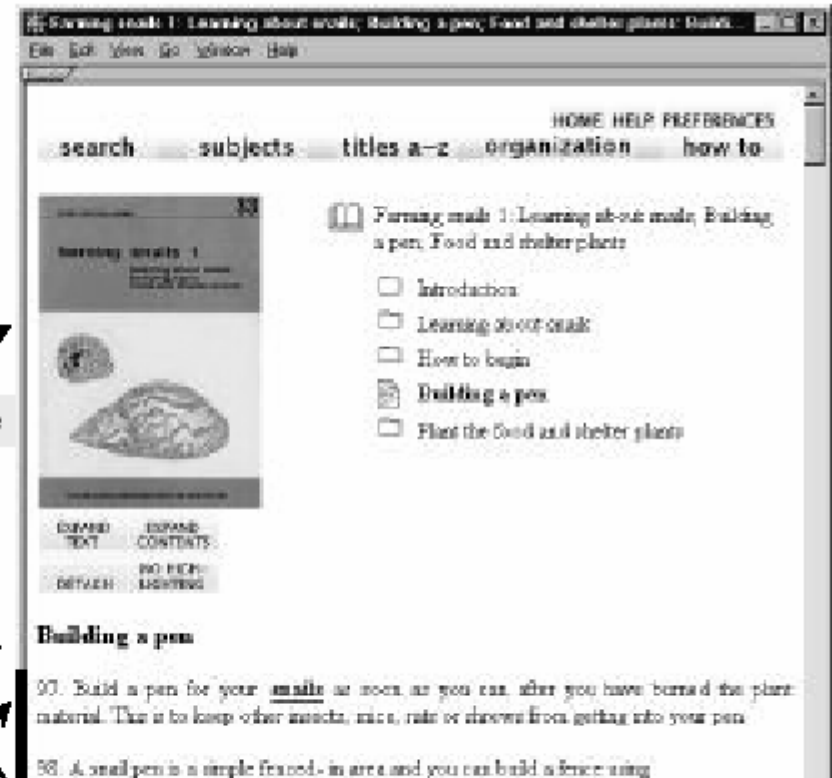 Farming snails 1: Learning about snails; Building a pen; Food and shelter plants: Buildi...
File Edit View Go Window Help
HOME HELP PREFERENCES
search subjects titles a-z organization how to
33
farming snails 1
Farming snails 1: Learning about snails; Building
a pen; Food and shelter plants
Introduction
Learning about snails
How to begin
Building a pen
Plant the food and shelter plants
EXPAND TEXT
EXPAND CONTENTS
DETACH
NO HIGH-LIGHTING
Building a pen
97. Build a pen for your snails as soon as you can, after you have burned the plant
material. This is to keep other insects, mice, rats or shrews from getting into your pen
98. A snail pen is a simple fenced-in area and you can build a fence using